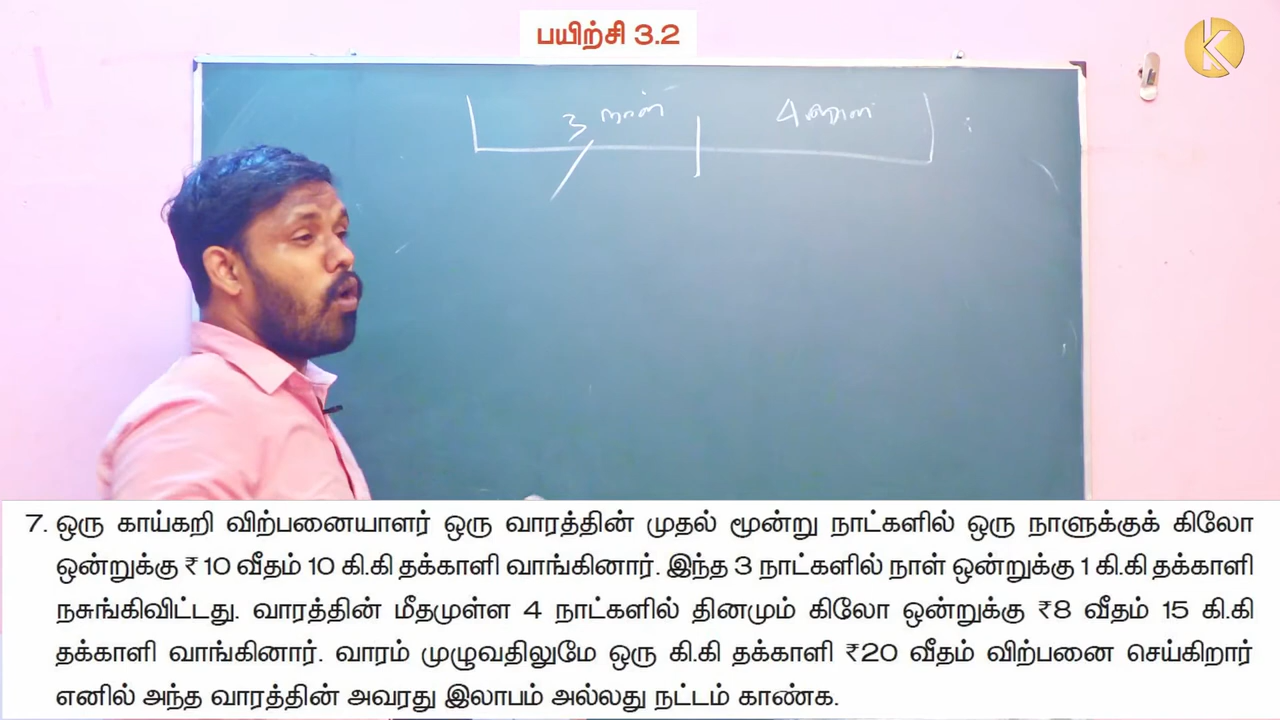 பயிற்சி 3.2
3 நாள் 4 நாள்
7. ஒரு காய்கறி விற்பனையாளர் ஒரு வாரத்தின் முதல் மூன்று நாட்களில் ஒரு நாளுக்குக் கிலோ
ஒன்றுக்கு ₹ 10 வீதம் 10 கி.கி தக்காளி வாங்கினார். இந்த 3 நாட்களில் நாள் ஒன்றுக்கு 1 கி.கி தக்காளி
நசுங்கிவிட்டது. வாரத்தின் மீதமுள்ள 4 நாட்களில் தினமும் கிலோ ஒன்றுக்கு ₹8 வீதம் 15 கி.கி
தக்காளி வாங்கினார். வாரம் முழுவதிலுமே ஒரு கி.கி தக்காளி ₹20 வீதம் விற்பனை செய்கிறார்
எனில் அந்த வாரத்தின் அவரது இலாபம் அல்லது நட்டம் காண்க.